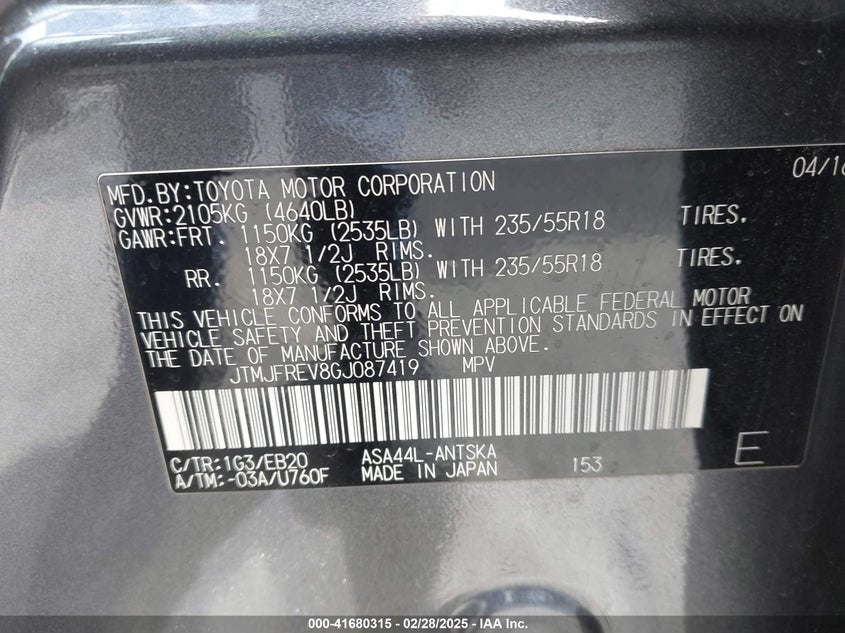 04/16
MFD.BY:TOYOTA MOTOR CORPORATION
GVWR:2105KG (4640LB)
GAWR:FRT. 1150KG (2535LB) WITH 235/55R18 TIRES.
18X7 1/2J RIMS.
RR. 1150KG (2535LB) WITH 235/55R18 TIRES.
18X7 1/2J RIMS.
THIS VEHICLE CONFORMS TO ALL APPLICABLE FEDERAL MOTOR
VEHICLE SAFETY AND THEFT PREVENTION STANDARDS IN EFFECT ON
THE DATE OF MANUFACTURE SHOWN ABOVE.
JTMJFREV8GJ087419 MPV
C/TR:1G3/EB20 ASA44L-ANTSKA
A/TM:-03A/U760F MADE IN JAPAN 153 E
000-41680315 - 02/28/2025 - IAA Inc.